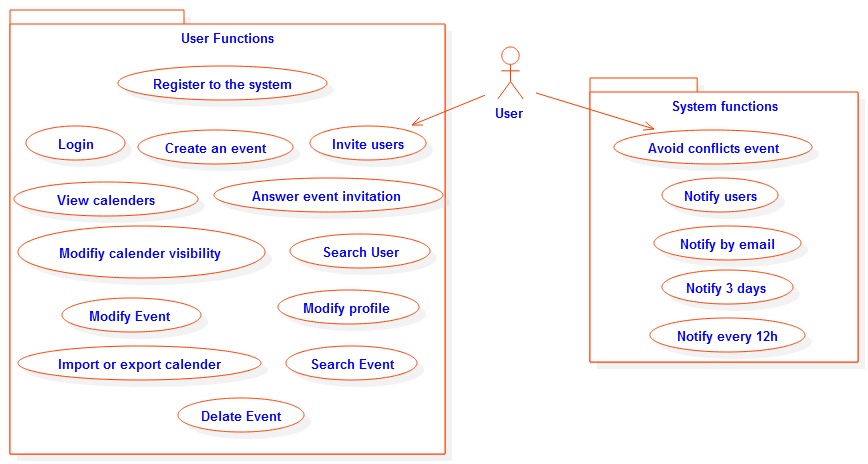 User Functions
Register to the system
Login
Create an event
Invite users
View calenders
Answer event invitation
Modifiy calender visibility
Search User
Modify Event
Modify profile
Import or export calender
Search Event
Delate Event
User
System functions
Avoid conflicts event
Notify users
Notify by email
Notify 3 days
Notify every 12h